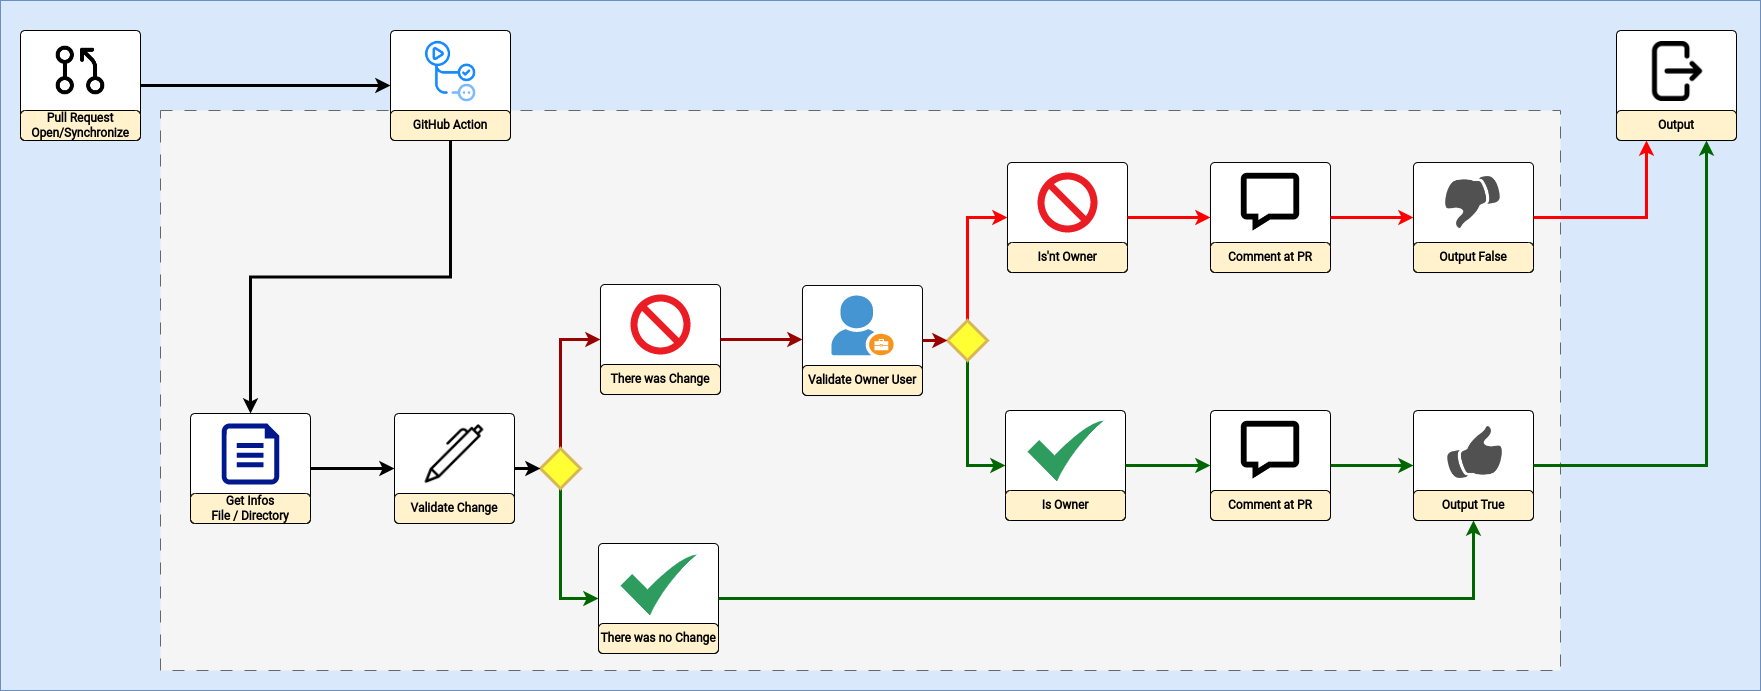 Pull Request
Open/Synchronize
GitHub Action
Output
Is'nt Owner
Comment at PR
Output False
There was Change
Validate Owner User
Get Infos
File / Directory
Validate Change
Is Owner
Comment at PR
Output True
There was no Change